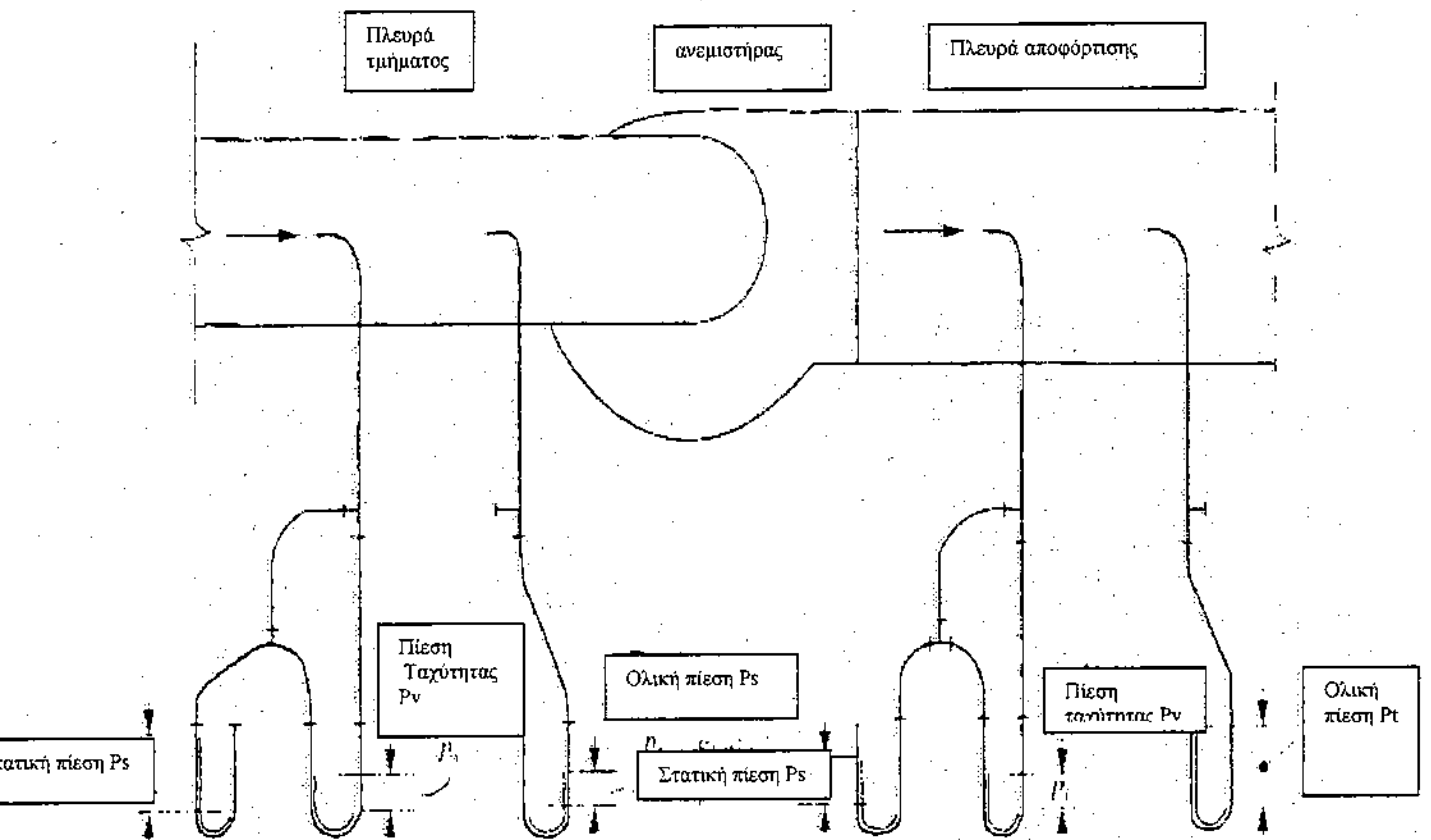 Πλευρά
τμήματος
ανεμιστήρας
Πλευρά αποφόρτισης
Πίεση
Ταχύτητας
Pv
Ολική πίεση Ps
Πίεση
ταχύτητας Pv
Ολική
πίεση Pt
πίεση Ps
Στατική πίεση Ps